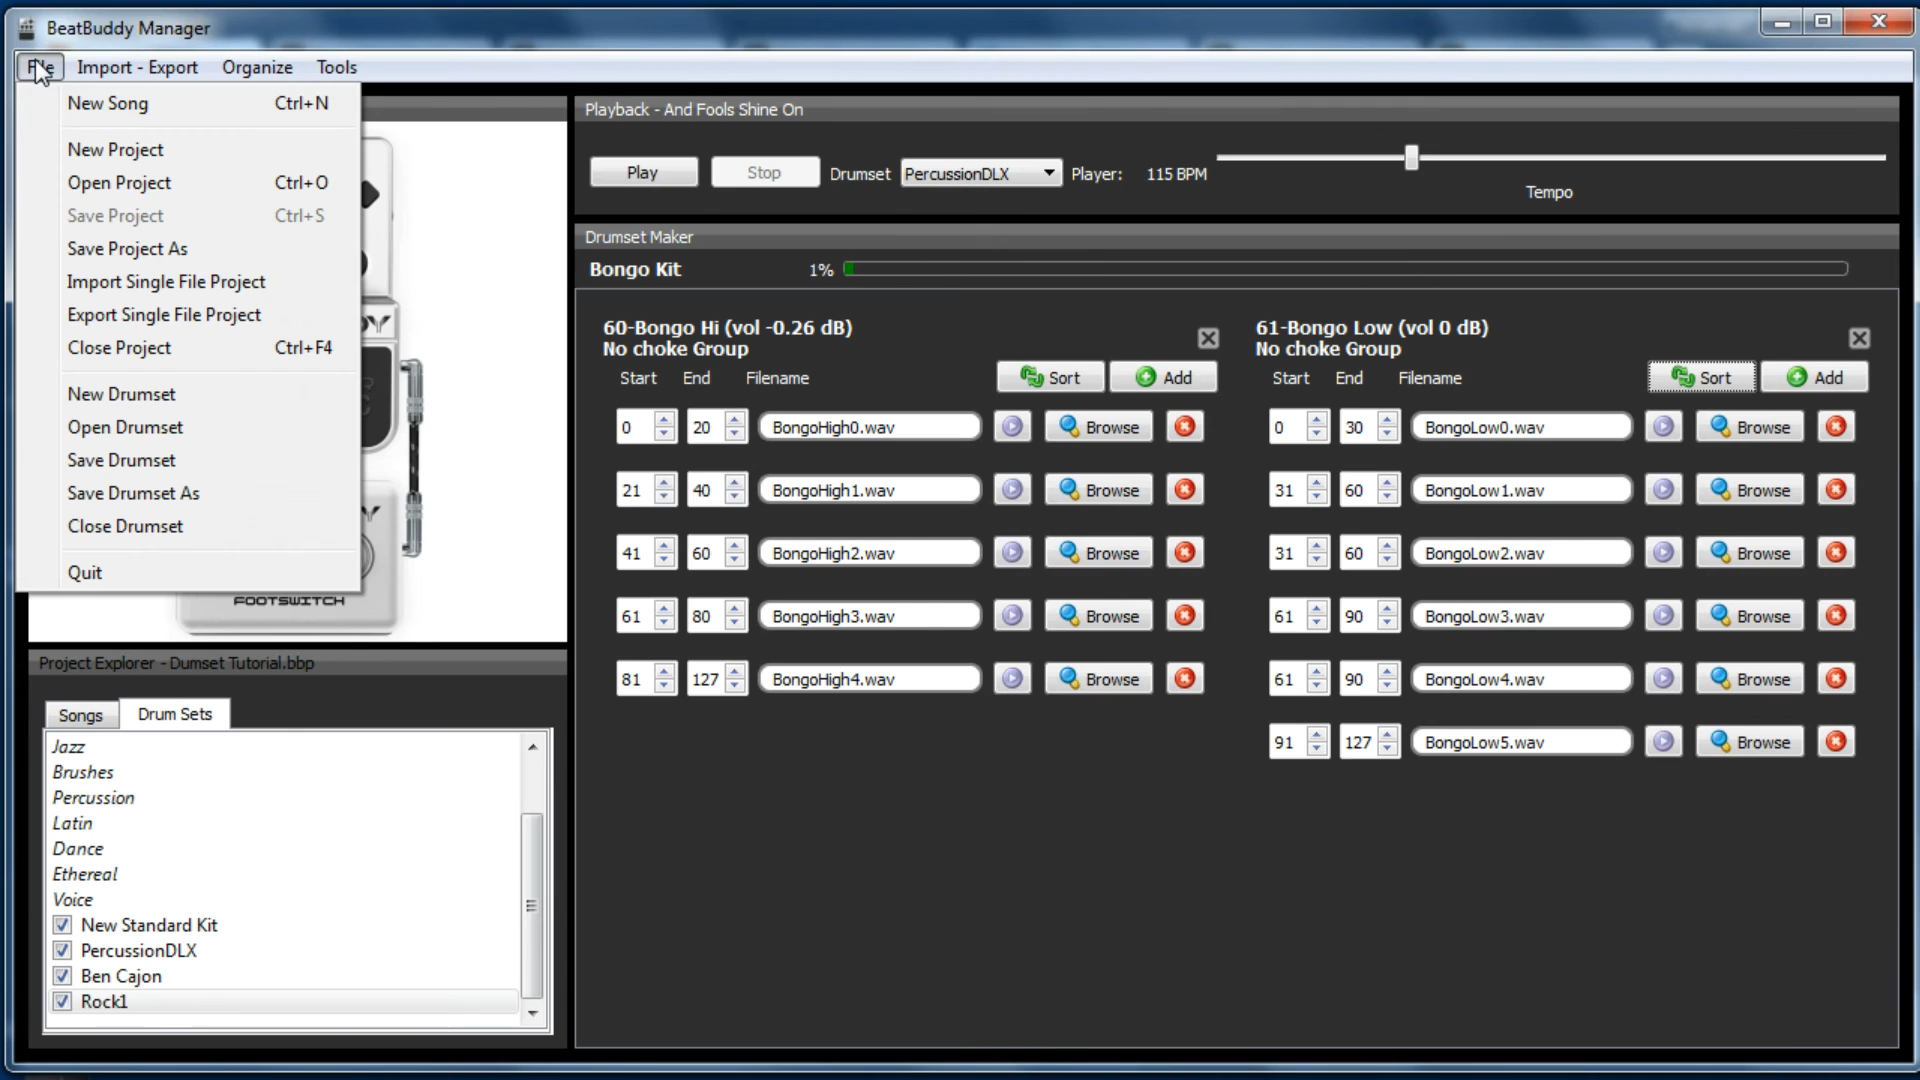 BeatBuddy Manager
File Import - Export Organize Tools
New Song Ctrl+N
New Project
Open Project Ctrl+O
Save Project Ctrl+S
Save Project As
Import Single File Project
Export Single File Project
Close Project Ctrl+F4
New Drumset
Open Drumset
Save Drumset
Save Drumset As
Close Drumset
Quit
FOOTSWITCH
Playback - And Fools Shine On
Play Stop Drumset PercussionDLX Player: 115 BPM
Tempo
Drumset Maker
Bongo Kit 1%
60-Bongo Hi (vol -0.26 dB)
No choke Group
Start End Filename Sort Add
0 20 BongoHigh0.wav Browse
21 40 BongoHigh1.wav Browse
41 60 BongoHigh2.wav Browse
61 80 BongoHigh3.wav Browse
81 127 BongoHigh4.wav Browse
61-Bongo Low (vol 0 dB)
No choke Group
Start End Filename Sort Add
0 30 BongoLow0.wav Browse
31 60 BongoLow1.wav Browse
31 60 BongoLow2.wav Browse
61 90 BongoLow3.wav Browse
61 90 BongoLow4.wav Browse
91 127 BongoLow5.wav Browse
Project Explorer - Dumset Tutorial.bbp
Songs Drum Sets
Jazz
Brushes
Percussion
Latin
Dance
Ethereal
Voice
New Standard Kit
PercussionDLX
Ben Cajon
Rock1